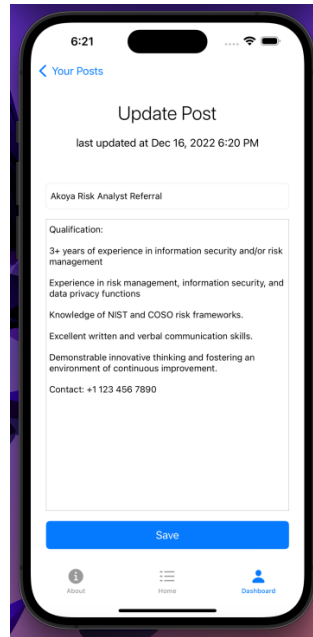 6:21
Your Posts
Update Post
last updated at Dec 16, 2022 6:20 PM
Akoya Risk Analyst Referral
Qualification:
3+ years of experience in information security and/or risk
management
Experience in risk management, information security, and
data privacy functions
Knowledge of NIST and COSO risk frameworks.
Excellent written and verbal communication skills.
Demonstrable innovative thinking and fostering an
environment of continuous improvement.
Contact: +1 123 456 7890
Save
About
Home
Dashboard